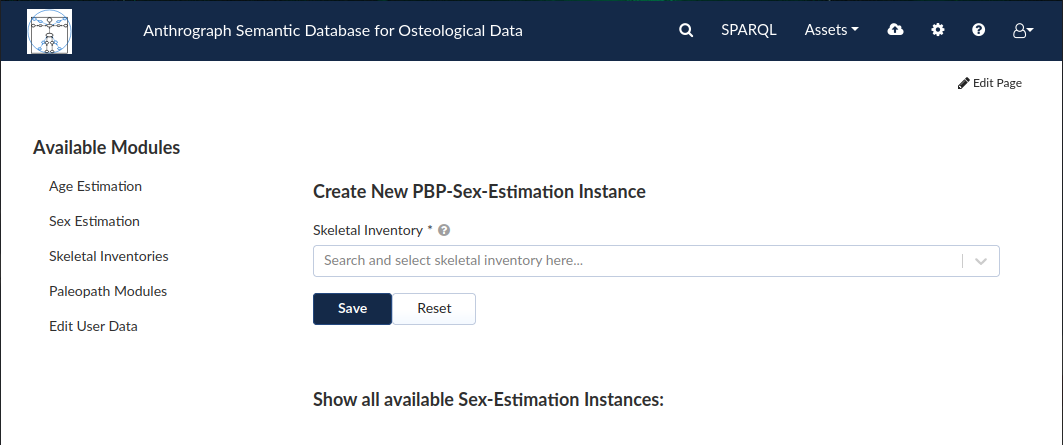 Anthrograph Semantic Database for Osteological Data
SPARQL
Assets
Edit Page
Available Modules
Age Estimation
Sex Estimation
Skeletal Inventories
Paleopath Modules
Edit User Data
Create New PBP-Sex-Estimation Instance
Skeletal Inventory *
Search and select skeletal inventory here...
Save Reset
Show all available Sex-Estimation Instances: